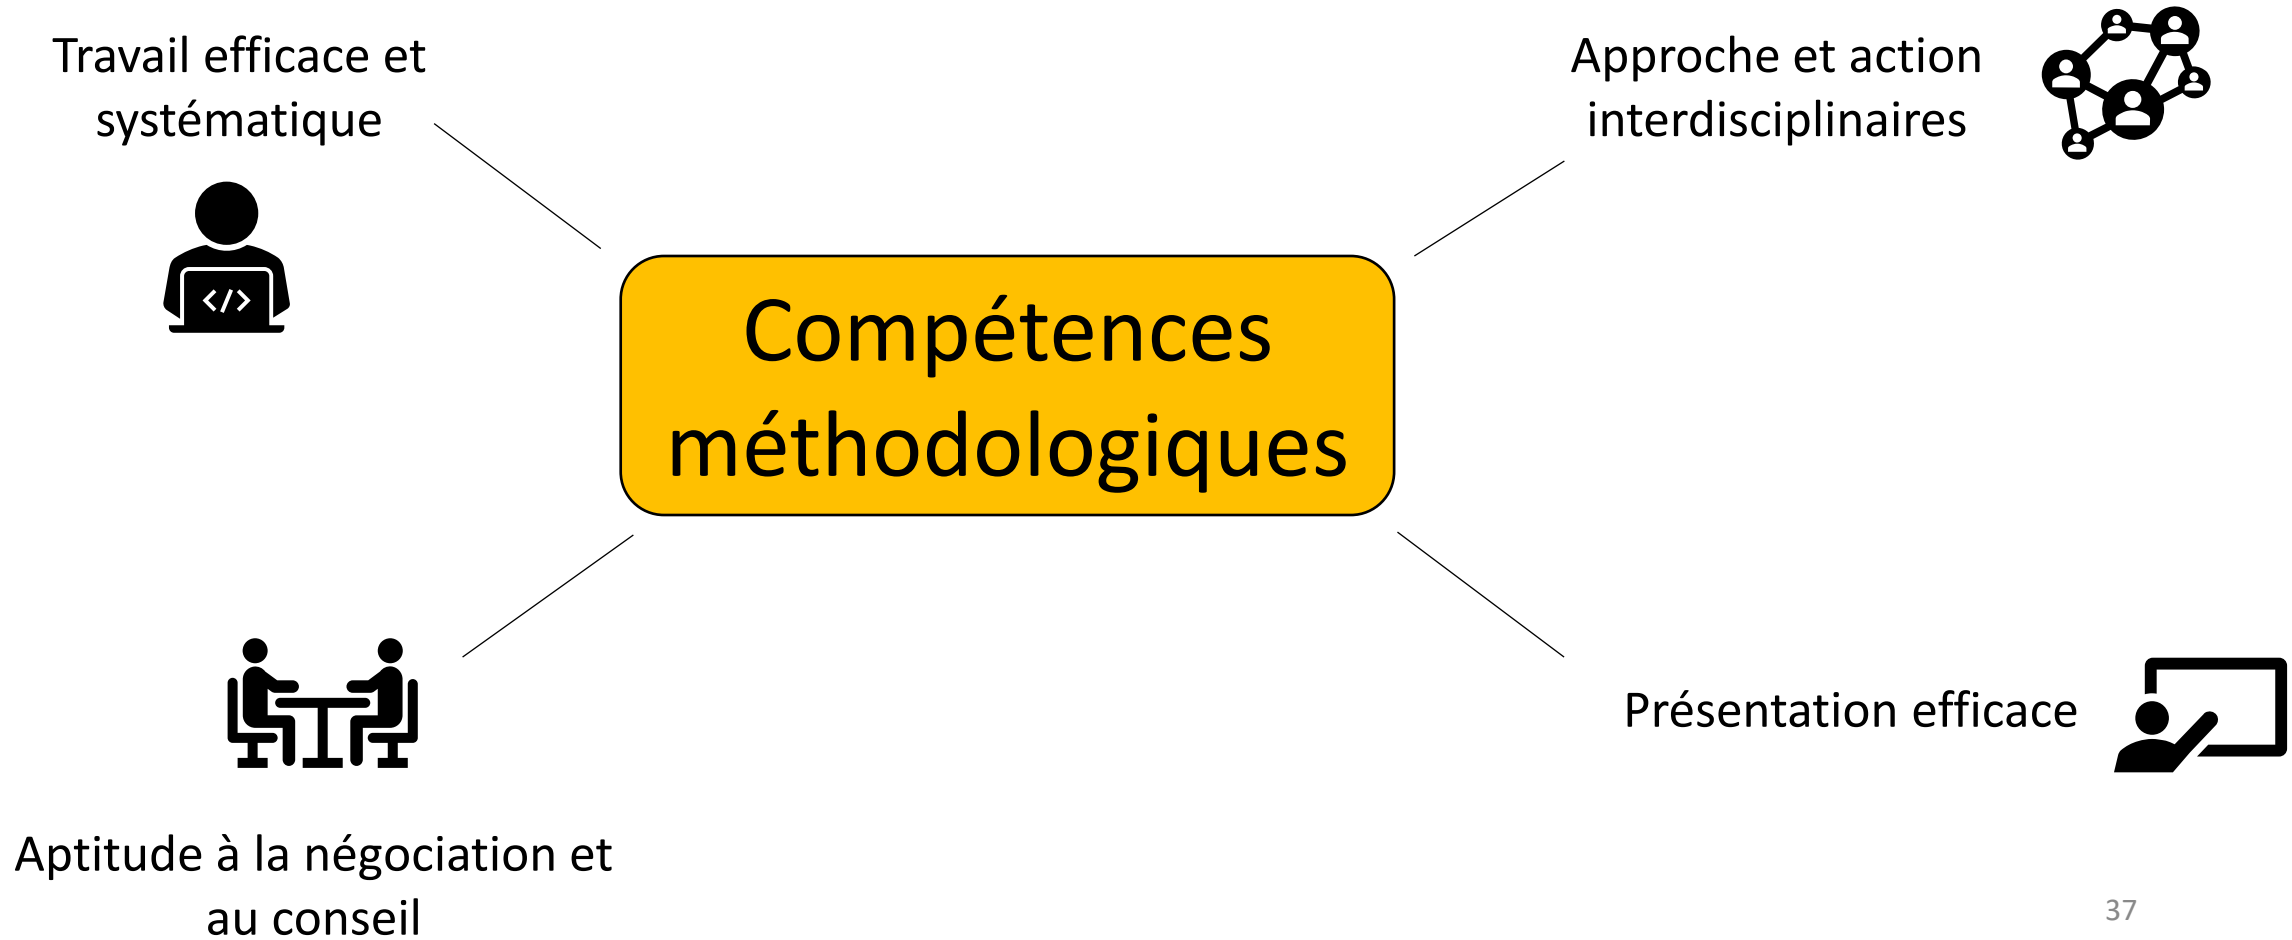 Travail efficace et
systématique
Approche et action
interdisciplinaires
</>
Compétences
méthodologiques
Présentation efficace
Aptitude à la négociation et
au conseil
37